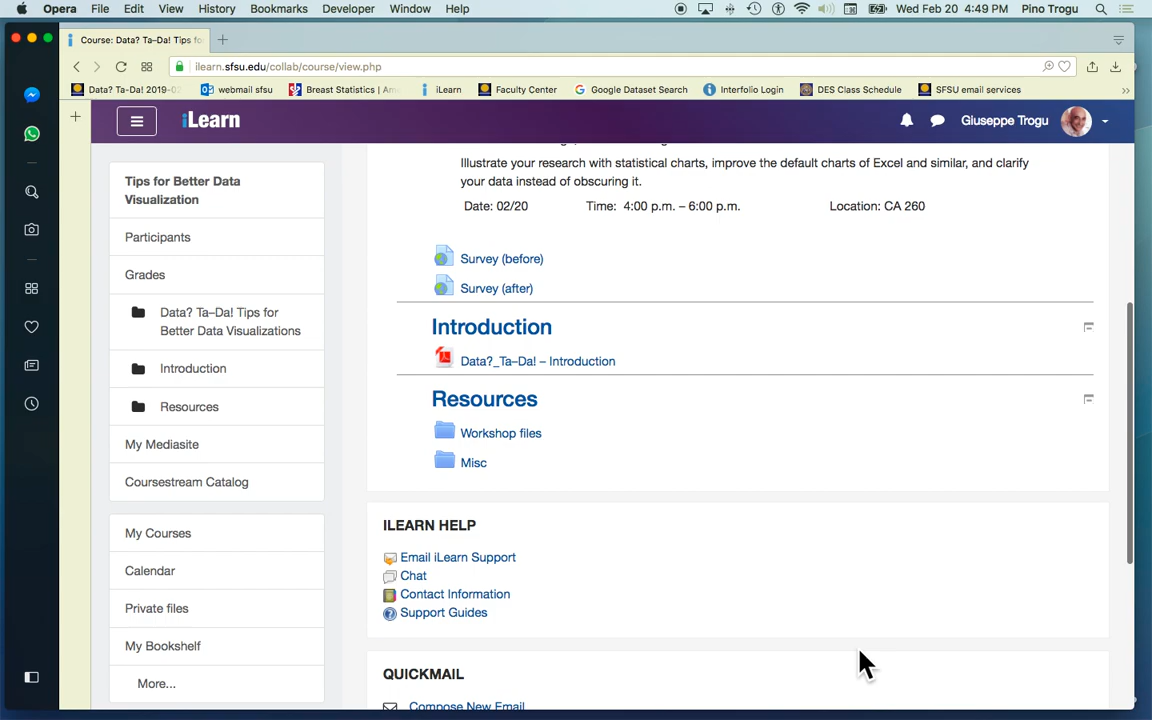 Opera File Edit View History Bookmarks Developer Window Help Wed Feb 20 4:49 PM Pino Trogu
Course: Data? Ta–Da! Tips fo
ilearn.sfsu.edu/collab/course/view.php
Data? Ta-Da! 2019-0 webmail sfsu Breast Statistics | Am iLearn Faculty Center Google Dataset Search Interfolio Login DES Class Schedule SFSU email services
iLearn Giuseppe Trogu
Tips for Better Data
Visualization
Participants
Grades
Data? Ta–Da! Tips for
Better Data Visualizations
Introduction
Resources
My Mediasite
Coursestream Catalog
My Courses
Calendar
Private files
My Bookshelf
More...
Illustrate your research with statistical charts, improve the default charts of Excel and similar, and clarify
your data instead of obscuring it.
Date: 02/20 Time: 4:00 p.m. – 6:00 p.m. Location: CA 260
Survey (before)
Survey (after)
Introduction
Data?_Ta–Da! – Introduction
Resources
Workshop files
Misc
ILEARN HELP
Email iLearn Support
Chat
Contact Information
Support Guides
QUICKMAIL
Compose New Email